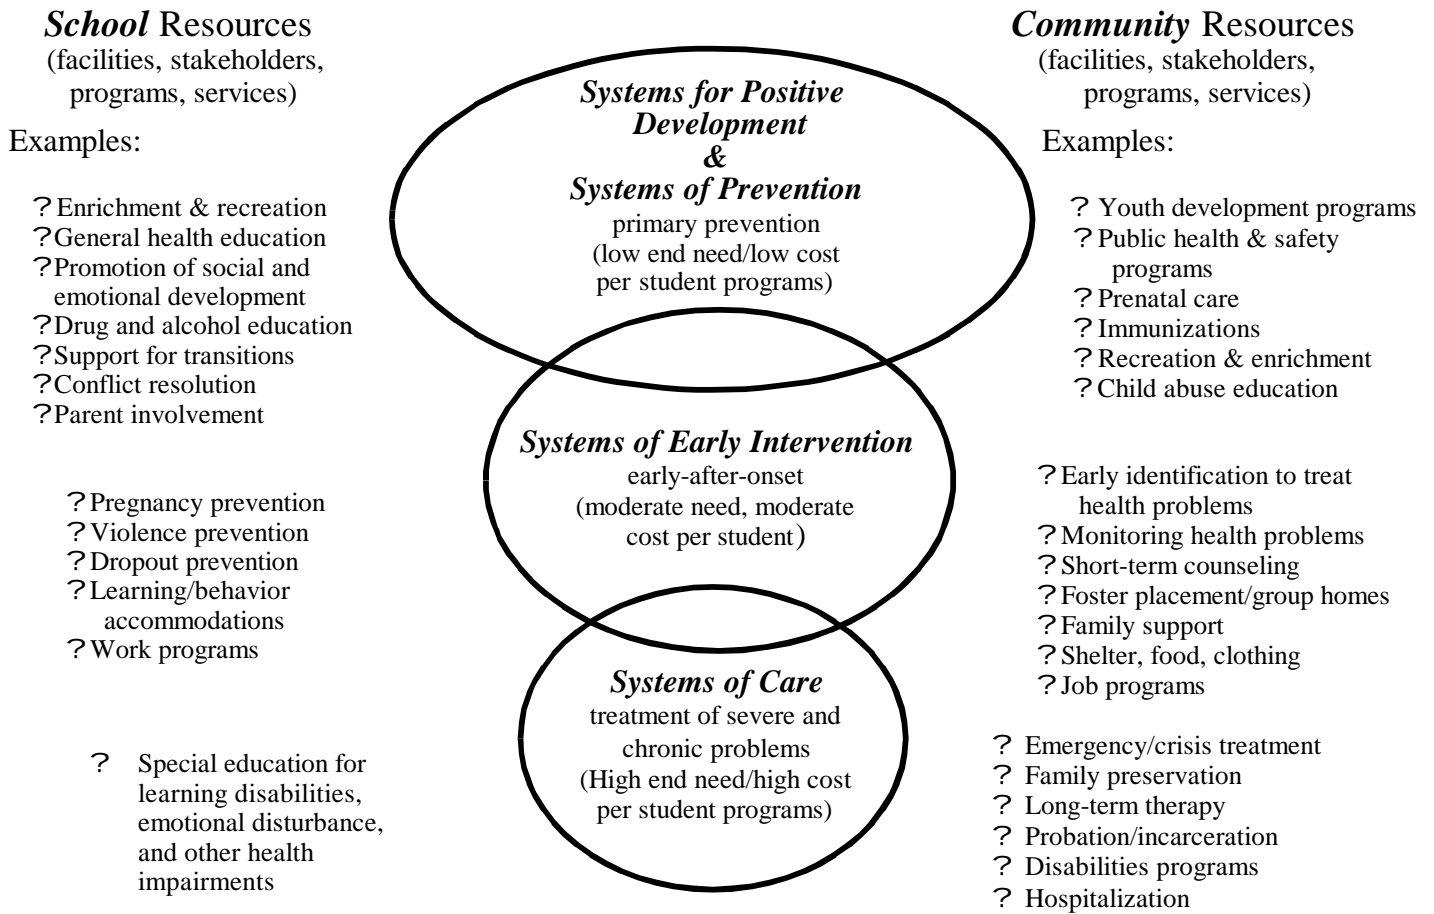 School Resources
(facilities, stakeholders,
programs, services)
Examples:
? Enrichment & recreation
? General health education
? Promotion of social and
emotional development
? Drug and alcohol education
? Support for transitions
? Conflict resolution
? Parent involvement
? Pregnancy prevention
? Violence prevention
? Dropout prevention
? Learning/behavior
accommodations
? Work programs
? Special education for
learning disabilities,
emotional disturbance,
and other health
impairments
Systems for Positive
Development
&
Systems of Prevention
primary prevention
(low end need/low cost
per student programs)
Systems of Early Intervention
early-after-onset
(moderate need, moderate
cost per student)
Systems of Care
treatment of severe and
chronic problems
(High end need/high cost
per student programs)
Community Resources
(facilities, stakeholders,
programs, services)
Examples:
? Youth development programs
? Public health & safety
programs
? Prenatal care
? Immunizations
? Recreation & enrichment
? Child abuse education
? Early identification to treat
health problems
? Monitoring health problems
? Short-term counseling
? Foster placement/group homes
? Family support
? Shelter, food, clothing
? Job programs
? Emergency/crisis treatment
? Family preservation
? Long-term therapy
? Probation/incarceration
? Disabilities programs
? Hospitalization